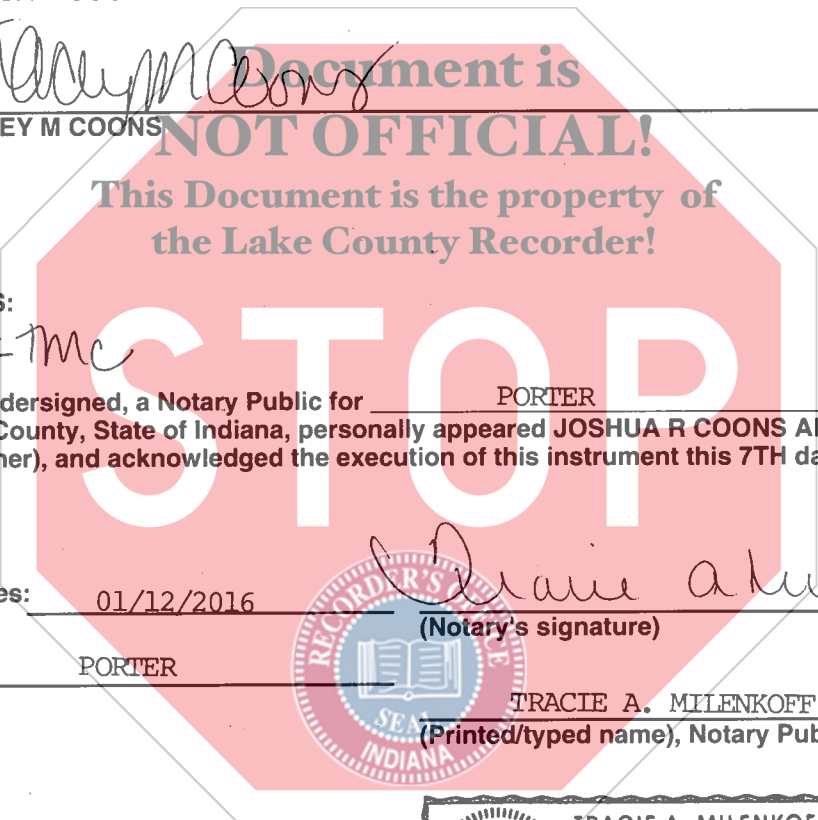 Document is
EY M COONS
NOT OFFICIAL!
This Document is the property of
the Lake County Recorder!
S:
TMC
STOP
dersigned, a Notary Public for PORTER
County, State of Indiana, personally appeared JOSHUA R COONS A
her), and acknowledged the execution of this instrument this 7TH da
es: 01/12/2016
(Notary's signature)
PORTER
RECORDER'S OFFICE
SEAL
INDIANA
TRACIE A. MILENKOFF
(Printed/typed name), Notary Pub
TRACIE A. MILENKOF